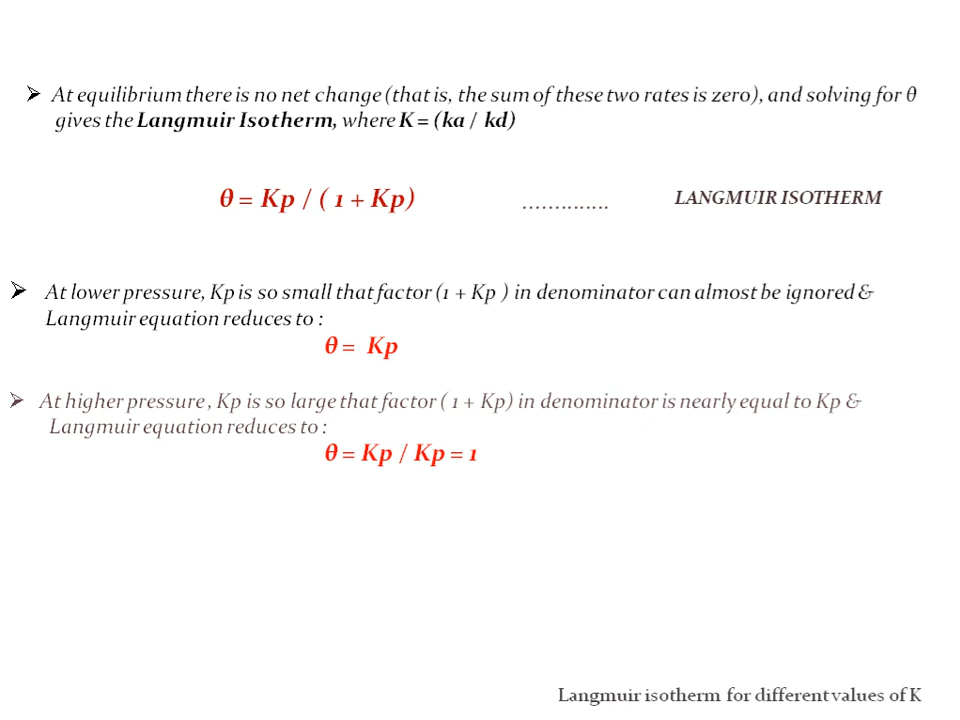 ➢ At equilibrium there is no net change (that is, the sum of these two rates is zero), and solving for θ
gives the Langmuir Isotherm, where K = (ka / kd)
θ = Kp / ( 1 + Kp) .............. LANGMUIR ISOTHERM
➢ At lower pressure, Kp is so small that factor (1 + Kp ) in denominator can almost be ignored &
Langmuir equation reduces to :
θ = Kp
➢ At higher pressure , Kp is so large that factor ( 1 + Kp) in denominator is nearly equal to Kp &
Langmuir equation reduces to :
θ = Kp / Kp = 1
Langmuir isotherm for different values of K